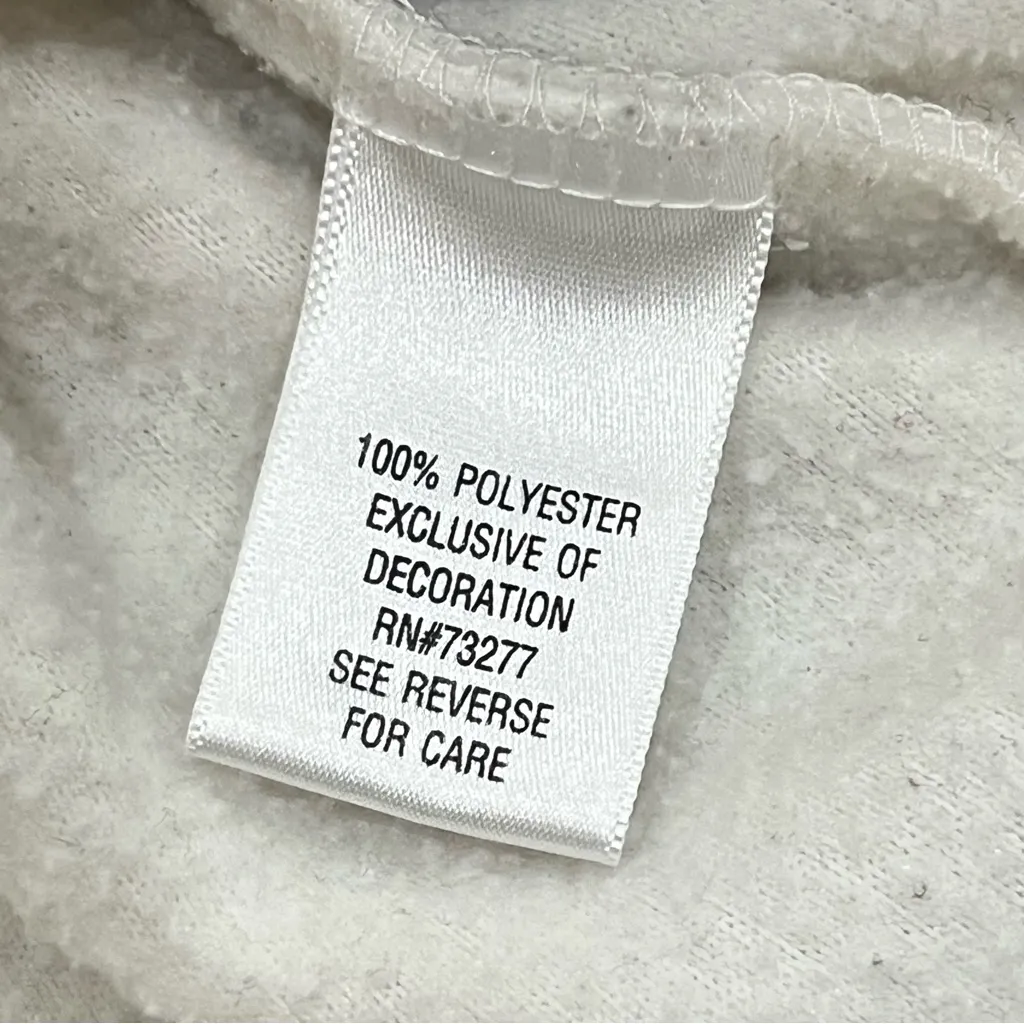 100% POLYESTER
EXCLUSIVE OF
DECORATION
RN#73277
SEE REVERSE
FOR CARE